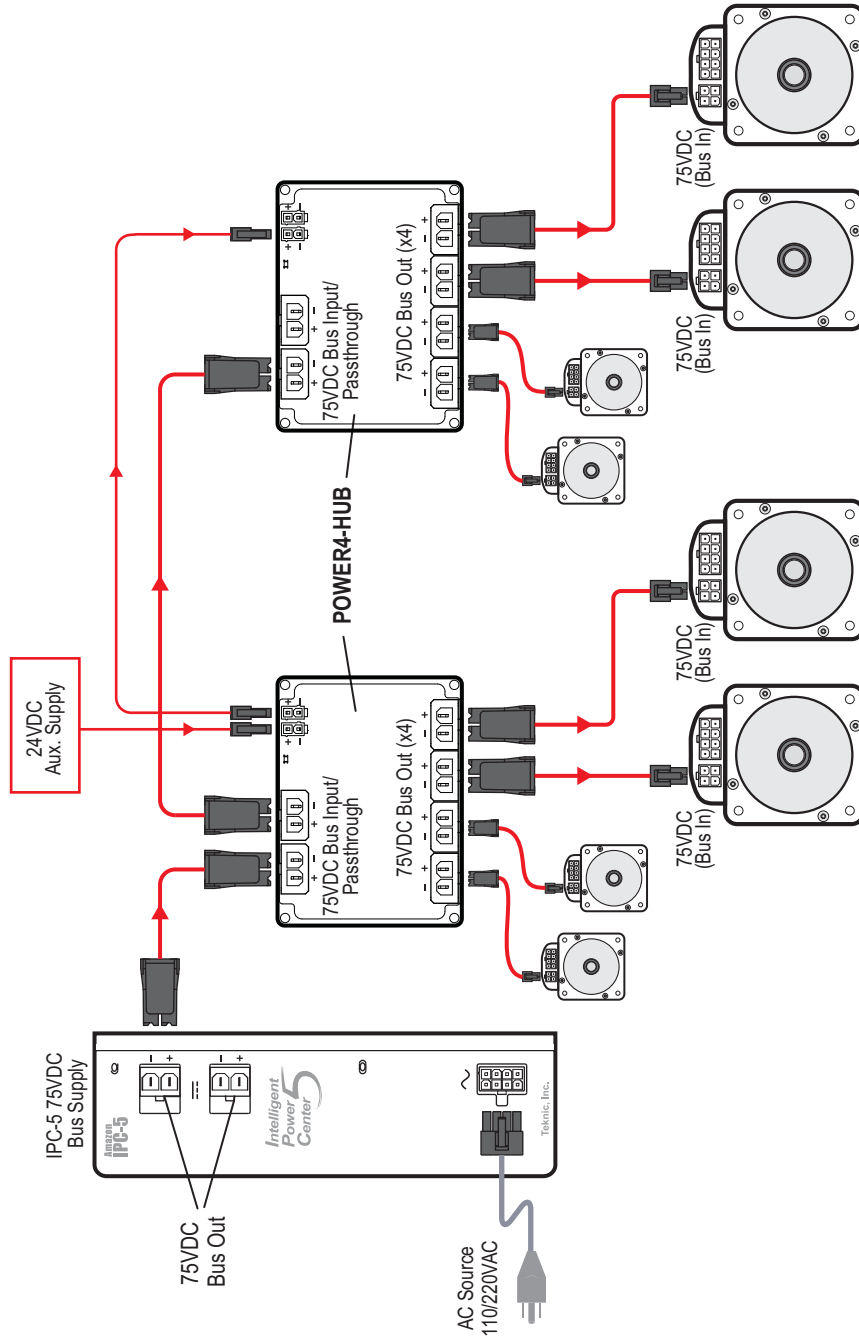 IPC-5 75VDC
Bus Supply
Amazon
iPC-5
- +
- +
Intelligent
Power
Center
5
Teknic, Inc.
75VDC
Bus Out
AC Source
110/220VAC
24VDC
Aux. Supply
POWER4-HUB
+ -
+ -
+ -
+ -
75VDC Bus Input/
Passthrough
75VDC Bus Out (x4)
- +
- +
- +
- +
+ -
+ -
+ -
+ -
75VDC Bus Input/
Passthrough
75VDC Bus Out (x4)
- +
- +
- +
- +
75VDC
(Bus In)
75VDC
(Bus In)
75VDC
(Bus In)
75VDC
(Bus In)